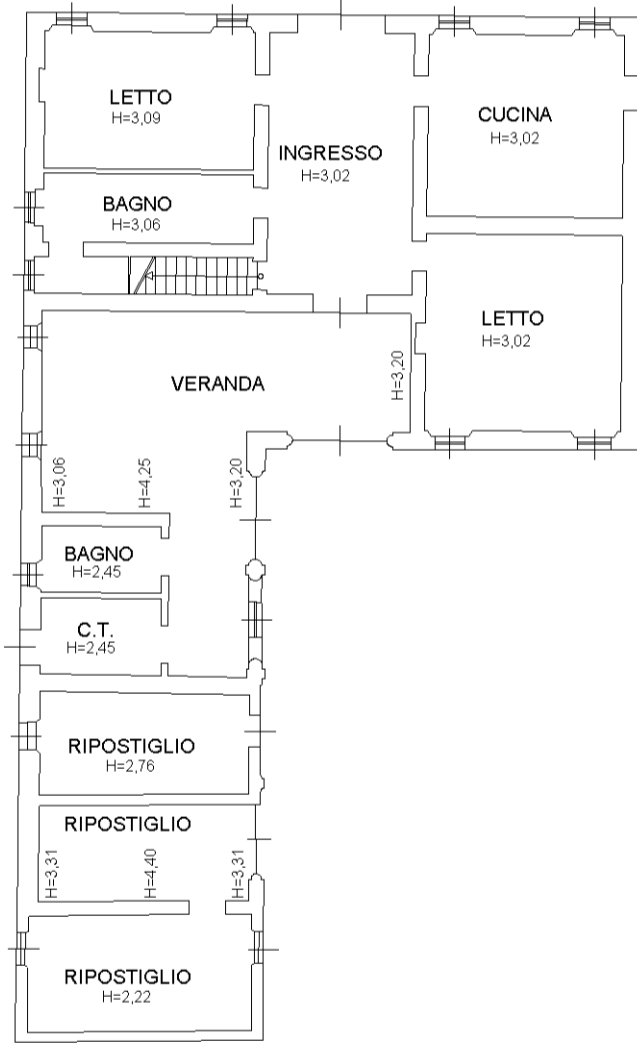 LETTO
H=3,09
CUCINA
H=3,02
INGRESSO
H=3,02
BAGNO
H=3,06
LETTO
H=3,02
VERANDA
H=3,20
H=3,06
H=4,25
H=3,20
BAGNO
H=2,45
C.T.
H=2,45
RIPOSTIGLIO
H=2,76
RIPOSTIGLIO
H=3,31
H=4,40
H=3,31
RIPOSTIGLIO
H=2,22